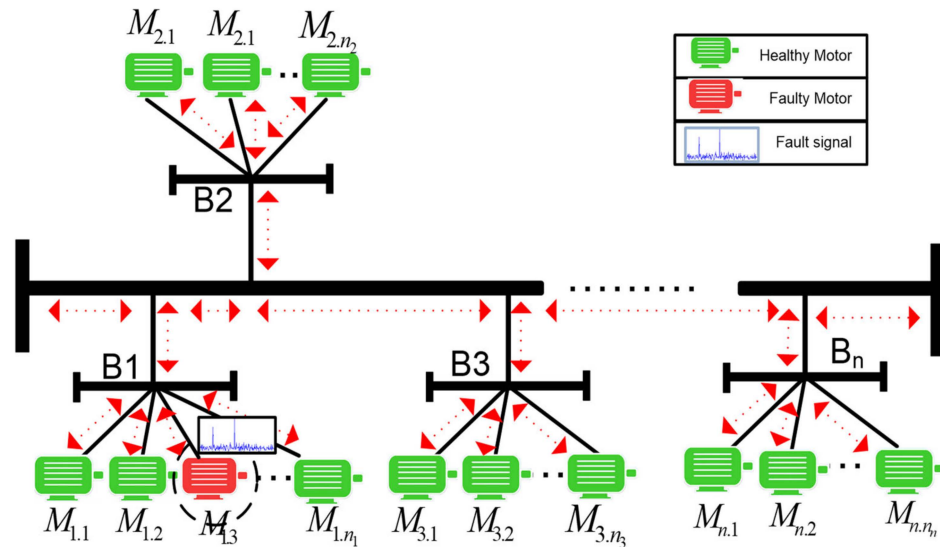 M2.1 M2.1 M2.n2
Healthy Motor
Faulty Motor
Fault signal
B2
B1 B3 Bn
M1.1 M1.2 M1.3 M1.n1 M3.1 M3.2 M3.n3 Mn.1 Mn.2 Mn.nn